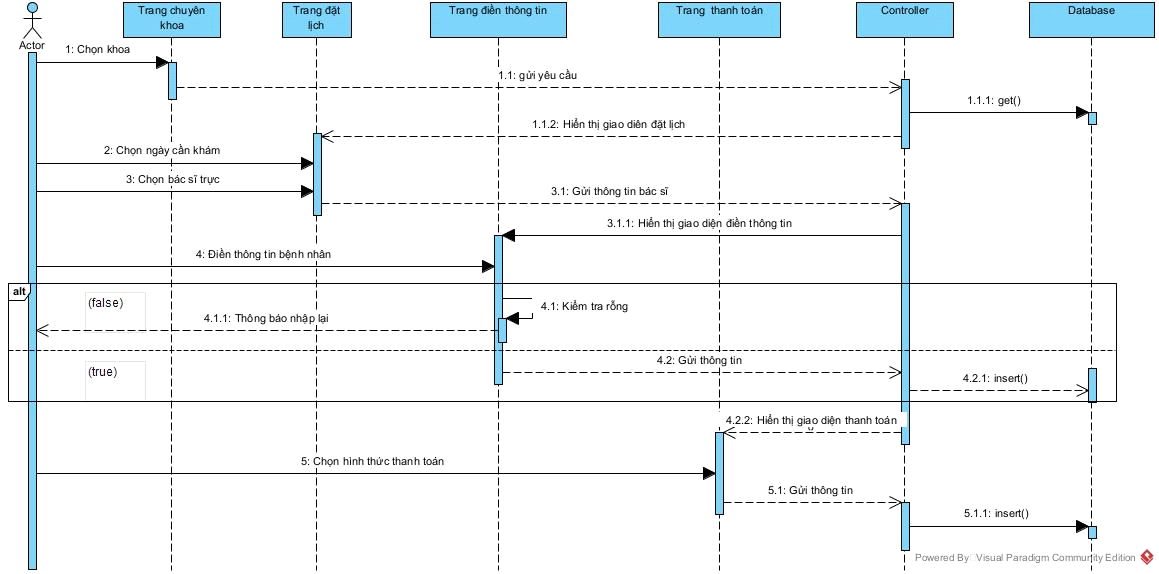 Trang chuyên
khoa
Trang đặt
lịch
Trang điền thông tin
Trang thanh toán
Controller
Database
Actor
1: Chọn khoa
1.1: gửi yêu cầu
1.1.1: get()
1.1.2: Hiển thị giao diên đặt lịch
2: Chọn ngày cần khám
3: Chọn bác sĩ trực
3.1: Gửi thông tin bác sĩ
3.1.1: Hiển thị giao diện điền thông tin
4: Điền thông tin bệnh nhân
alt
(false)
4.1: Kiểm tra rỗng
4.1.1: Thông báo nhập lại
4.2: Gửi thông tin
(true)
4.2.1: insert()
4.2.2: Hiển thị giao diện thanh toán
5: Chọn hình thức thanh toán
5.1: Gửi thông tin
5.1.1: insert()
Powered By Visual Paradigm Community Edition